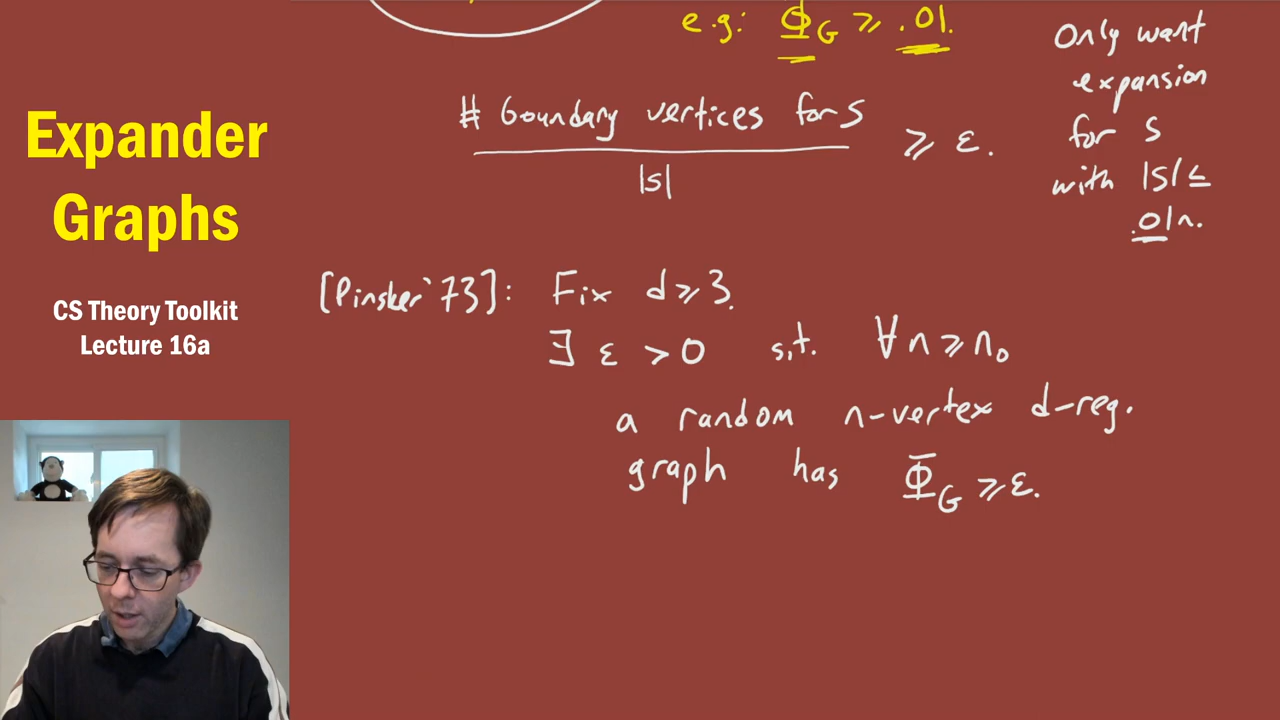 Expander
Graphs
CS Theory Toolkit
Lecture 16a
e.g: Φ_G ≥ .01.
# boundary vertices for S
|S|
≥ ε.
Only want
expansion
for S
with |S| ≤
.01n.
[Pinsker'73]: Fix d ≥ 3.
∃ ε > 0 s.t. ∀ n ≥ n₀
a random n-vertex d-reg.
graph has Φ_G ≥ ε.